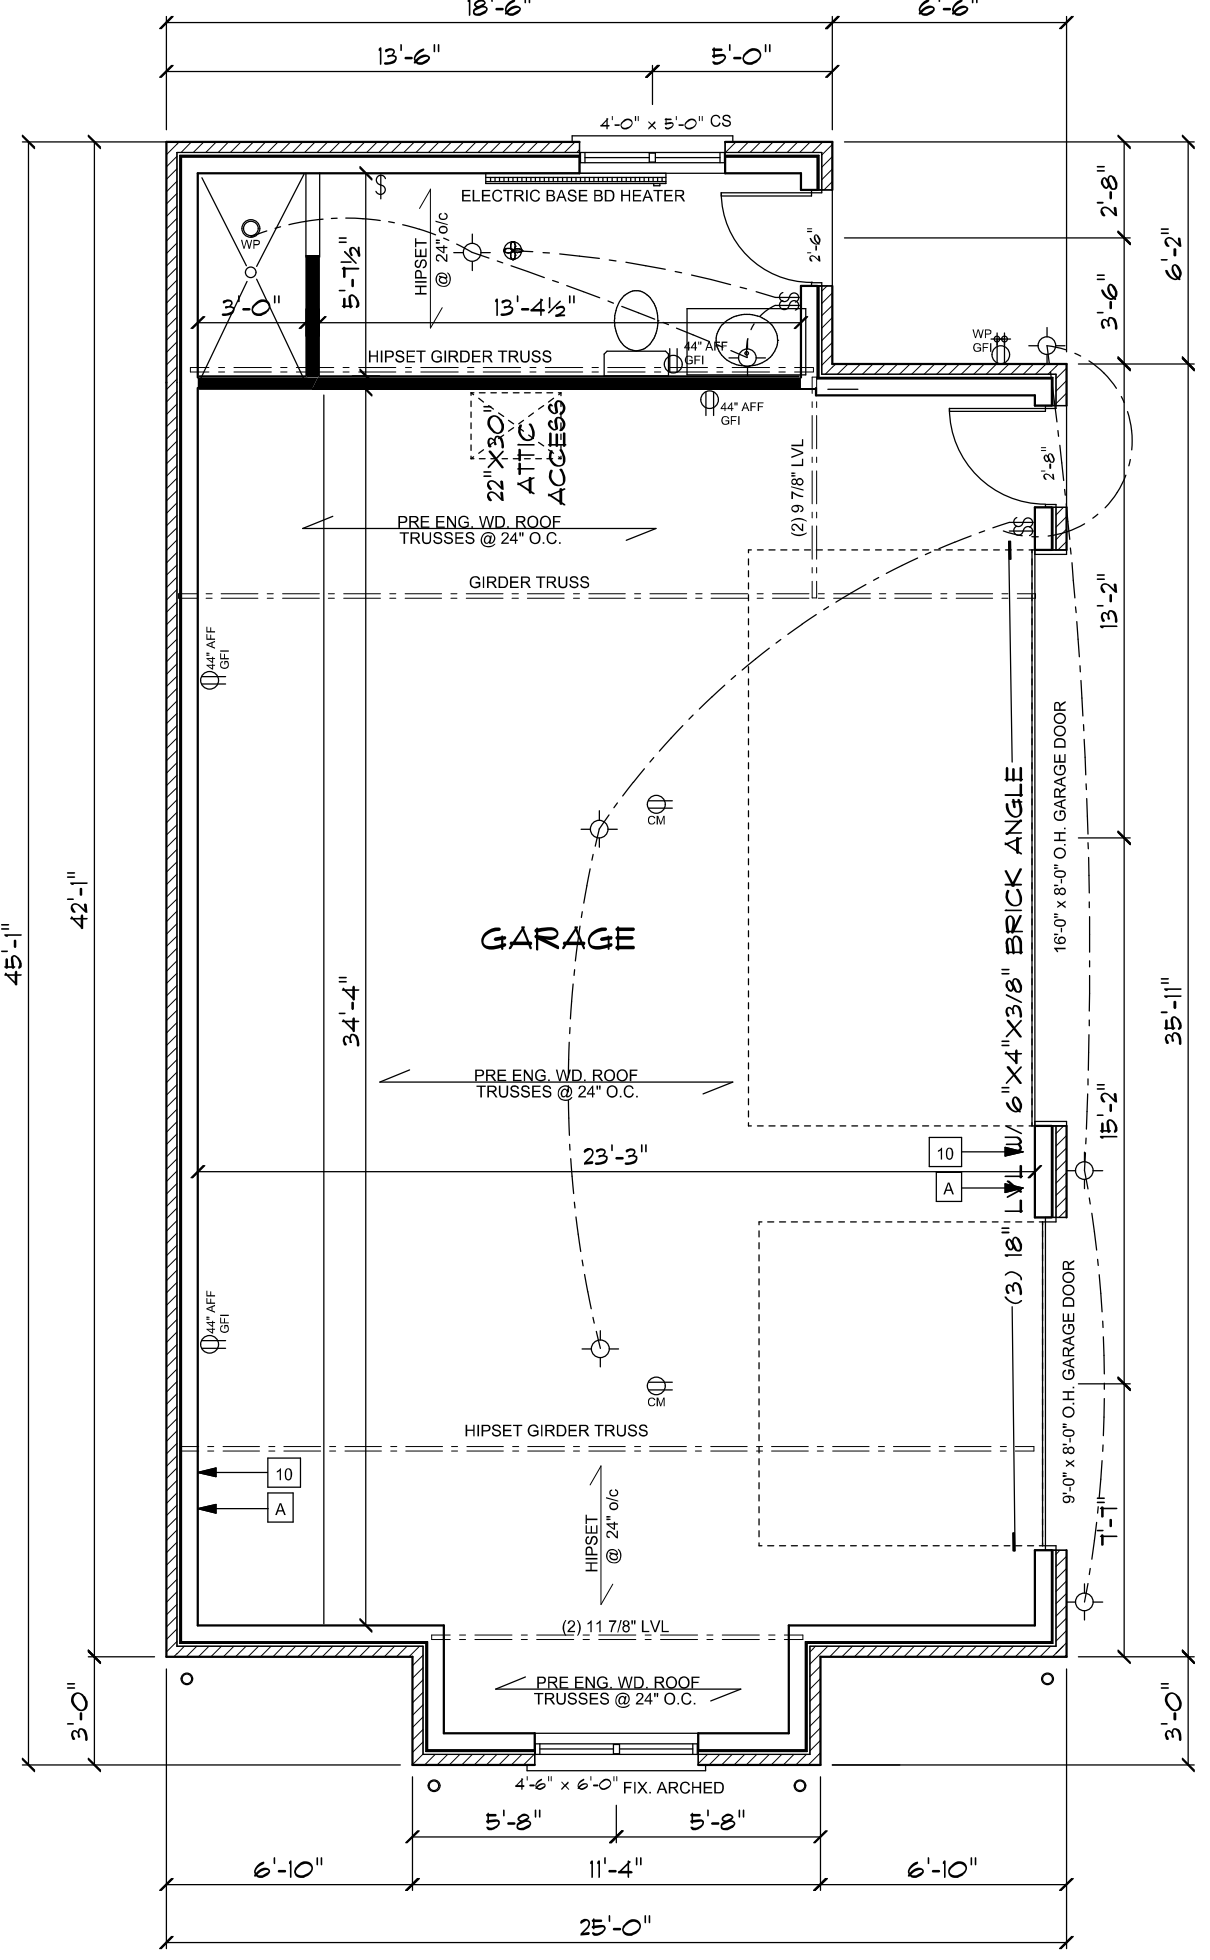 18'-6"
6'-6"
13'-6"
5'-0"
4'-0" x 5'-0" CS
ELECTRIC BASE BD HEATER
$
WP
HIPSET
@ 24" o/c
5'-7½"
2'-6"
2'-8"
6'-2"
3'-6"
3'-0"
13'-4½"
$$
WP
GFI
44" AFF
GFI
HIPSET GIRDER TRUSS
44" AFF
GFI
22"X30"
ATTIC
ACCESS
(2) 9 7/8" LVL
2'-8"
PRE ENG. WD. ROOF
TRUSSES @ 24" O.C.
$$
GIRDER TRUSS
13'-2"
44" AFF
GFI
16'-0" x 8'-0" O.H. GARAGE DOOR
CM
GARAGE
45'-1"
42'-1"
34'-4"
35'-11"
(3) 18" LVL W/ 6"X4"X3/8" BRICK ANGLE
PRE ENG. WD. ROOF
TRUSSES @ 24" O.C.
15'-2"
23'-3"
10
A
44" AFF
GFI
CM
9'-0" x 8'-0" O.H. GARAGE DOOR
HIPSET GIRDER TRUSS
10
A
HIPSET
@ 24" o/c
7'-7"
(2) 11 7/8" LVL
PRE ENG. WD. ROOF
TRUSSES @ 24" O.C.
3'-0"
3'-0"
4'-6" x 6'-0" FIX. ARCHED
5'-8"
5'-8"
6'-10"
11'-4"
6'-10"
25'-0"